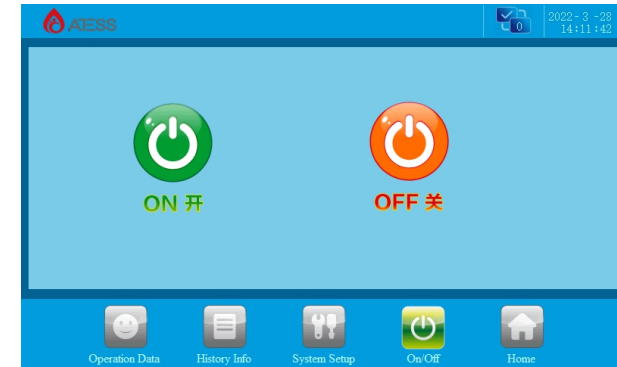 ATESS
0
2022- 3 -28
14:11:42
ON 开
OFF 关
Operation Data
History Info
System Setup
On/Off
Home